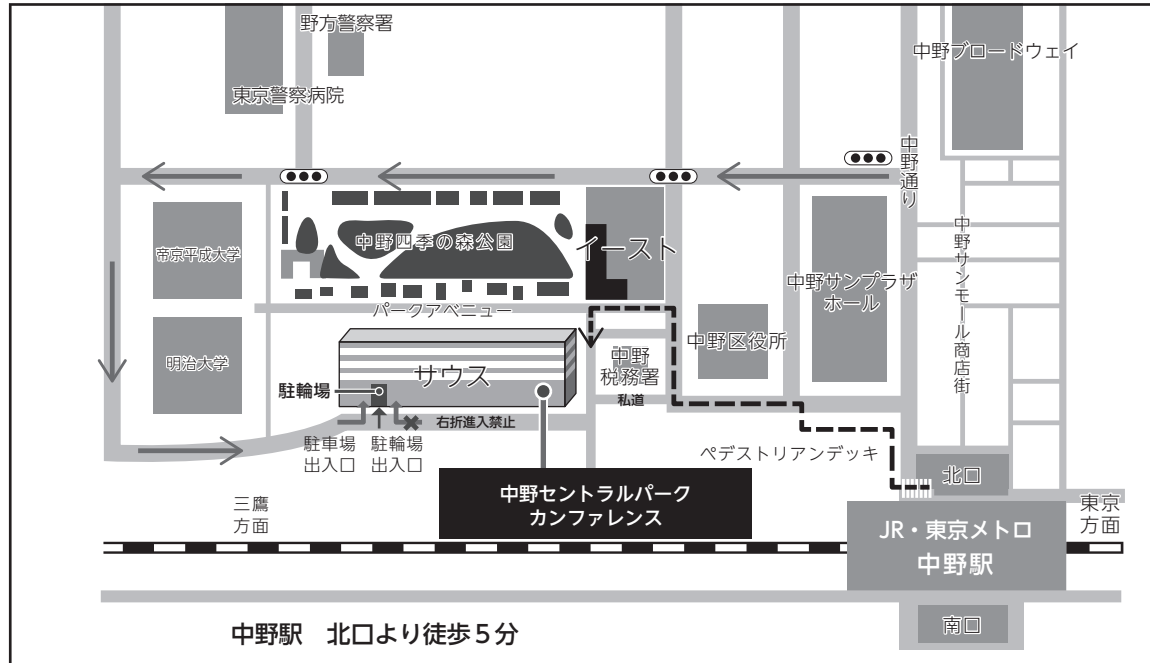 野方警察署
中野ブロードウェイ
東京警察病院
中野通り
帝京平成大学
中野四季の森公園
イースト
中野サンプラザ
ホール
中野サンモール商店街
パークアベニュー
中野区役所
明治大学
サウス
中野
税務署
駐輪場
私道
右折進入禁止
駐車場
出入口
駐輪場
出入口
ペデストリアンデッキ
北口
三鷹
方面
中野セントラルパーク
カンファレンス
東京
方面
JR・東京メトロ
中野駅
南口
中野駅 北口より徒歩5分